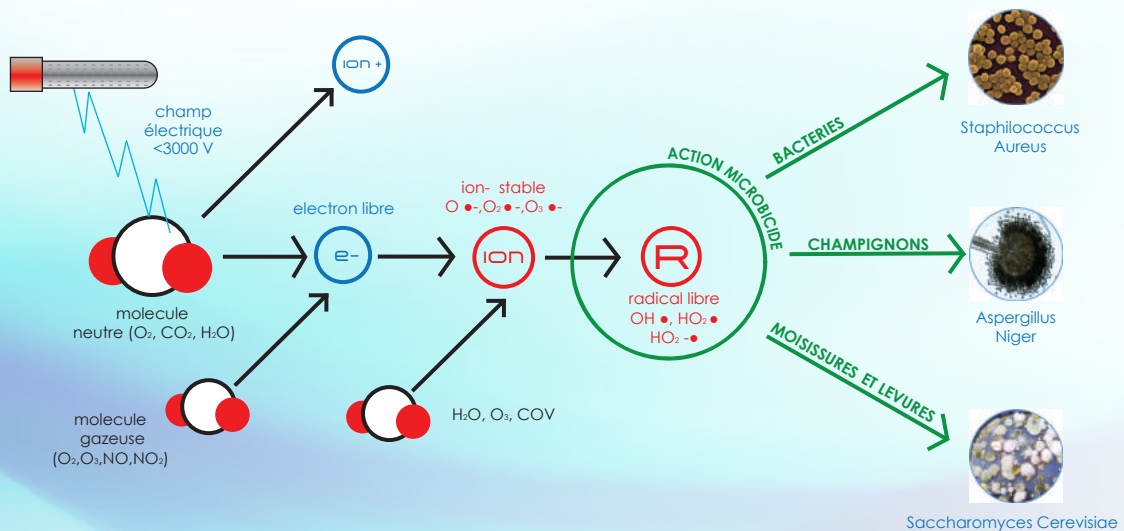 ion +
champ
électrique
<3000 V
electron libre
e-
ion- stable
O ●-,O₂ ●-,O₃ ●-
ion
ACTION MICROBICIDE
R
radical libre
OH ●, HO₂ ●
HO₂ -●
BACTERIES
Staphilococcus
Aureus
CHAMPIGNONS
Aspergillus
Niger
MOISISSURES ET LEVURES
Saccharomyces Cerevisiae
molecule
neutre (O₂, CO₂, H₂O)
molecule
gazeuse
(O₂,O₃,NO,NO₂)
H₂O, O₃, COV